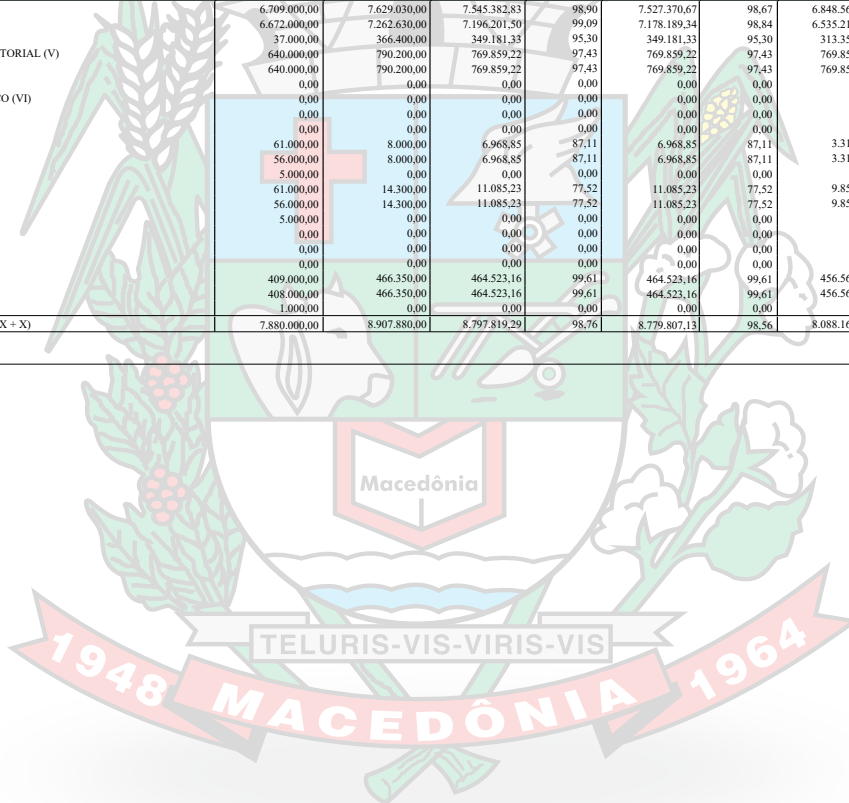 6.709.000,00 7.629.030,00 7.545.382,83 98,90 7.527.370,67 98,67 6.848.56
6.672.000,00 7.262.630,00 7.196.201,50 99,09 7.178.189,34 98,84 6.535.21
37.000,00 366.400,00 349.181,33 95,30 349.181,33 95,30 313.35
TORIAL (V) 640.000,00 790.200,00 769.859,22 97,43 769.859,22 97,43 769.85
640.000,00 790.200,00 769.859,22 97,43 769.859,22 97,43 769.85
0,00 0,00 0,00 0,00 0,00 0,00
O (VI) 0,00 0,00 0,00 0,00 0,00 0,00
0,00 0,00 0,00 0,00 0,00 0,00
0,00 0,00 0,00 0,00 0,00 0,00
61.000,00 8.000,00 6.968,85 87,11 6.968,85 87,11 3.31
56.000,00 8.000,00 6.968,85 87,11 6.968,85 87,11 3.31
5.000,00 0,00 0,00 0,00 0,00 0,00
61.000,00 14.300,00 11.085,23 77,52 11.085,23 77,52 9.85
56.000,00 14.300,00 11.085,23 77,52 11.085,23 77,52 9.85
5.000,00 0,00 0,00 0,00 0,00 0,00
0,00 0,00 0,00 0,00 0,00 0,00
0,00 0,00 0,00 0,00 0,00 0,00
0,00 0,00 0,00 0,00 0,00 0,00
409.000,00 466.350,00 464.523,16 99,61 464.523,16 99,61 456.56
408.000,00 466.350,00 464.523,16 99,61 464.523,16 99,61 456.56
1.000,00 0,00 0,00 0,00 0,00 0,00
X + X) 7.880.000,00 8.907.880,00 8.797.819,29 98,76 8.779.807,13 98,56 8.088.16
Macedônia
TELURIS-VIS-VIRIS-VIS
1948 MACEDÔNIA 1964